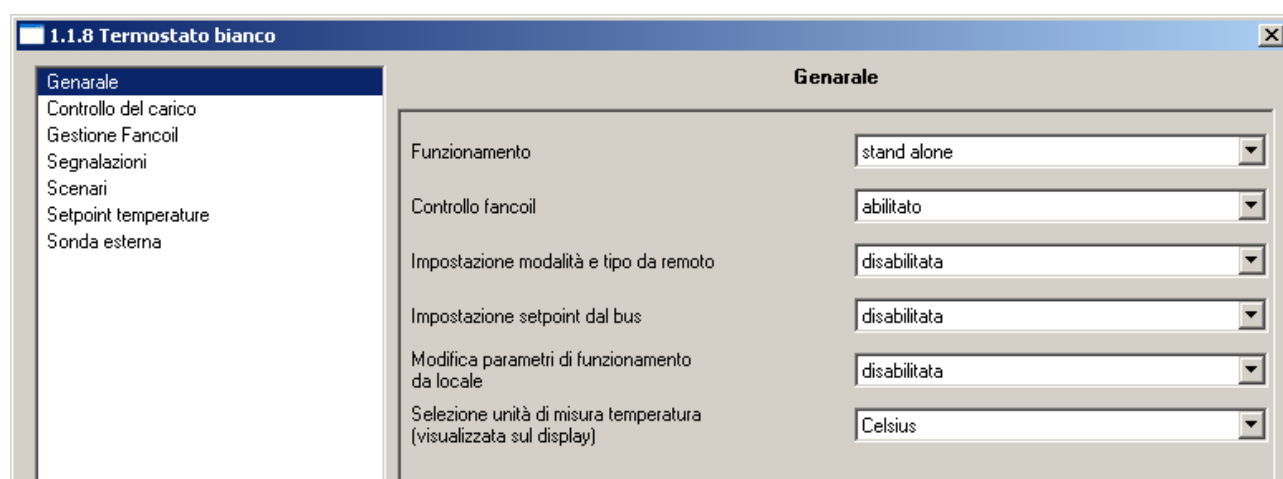 1.1.8 Termostato bianco
Genarale
Controllo del carico
Gestione Fancoil
Segnalazioni
Scenari
Setpoint temperature
Sonda esterna
Genarale
Funzionamento
stand alone
Controllo fancoil
abilitato
Impostazione modalità e tipo da remoto
disabilitata
Impostazione setpoint dal bus
disabilitata
Modifica parametri di funzionamento
da locale
disabilitata
Selezione unità di misura temperatura
(visualizzata sul display)
Celsius